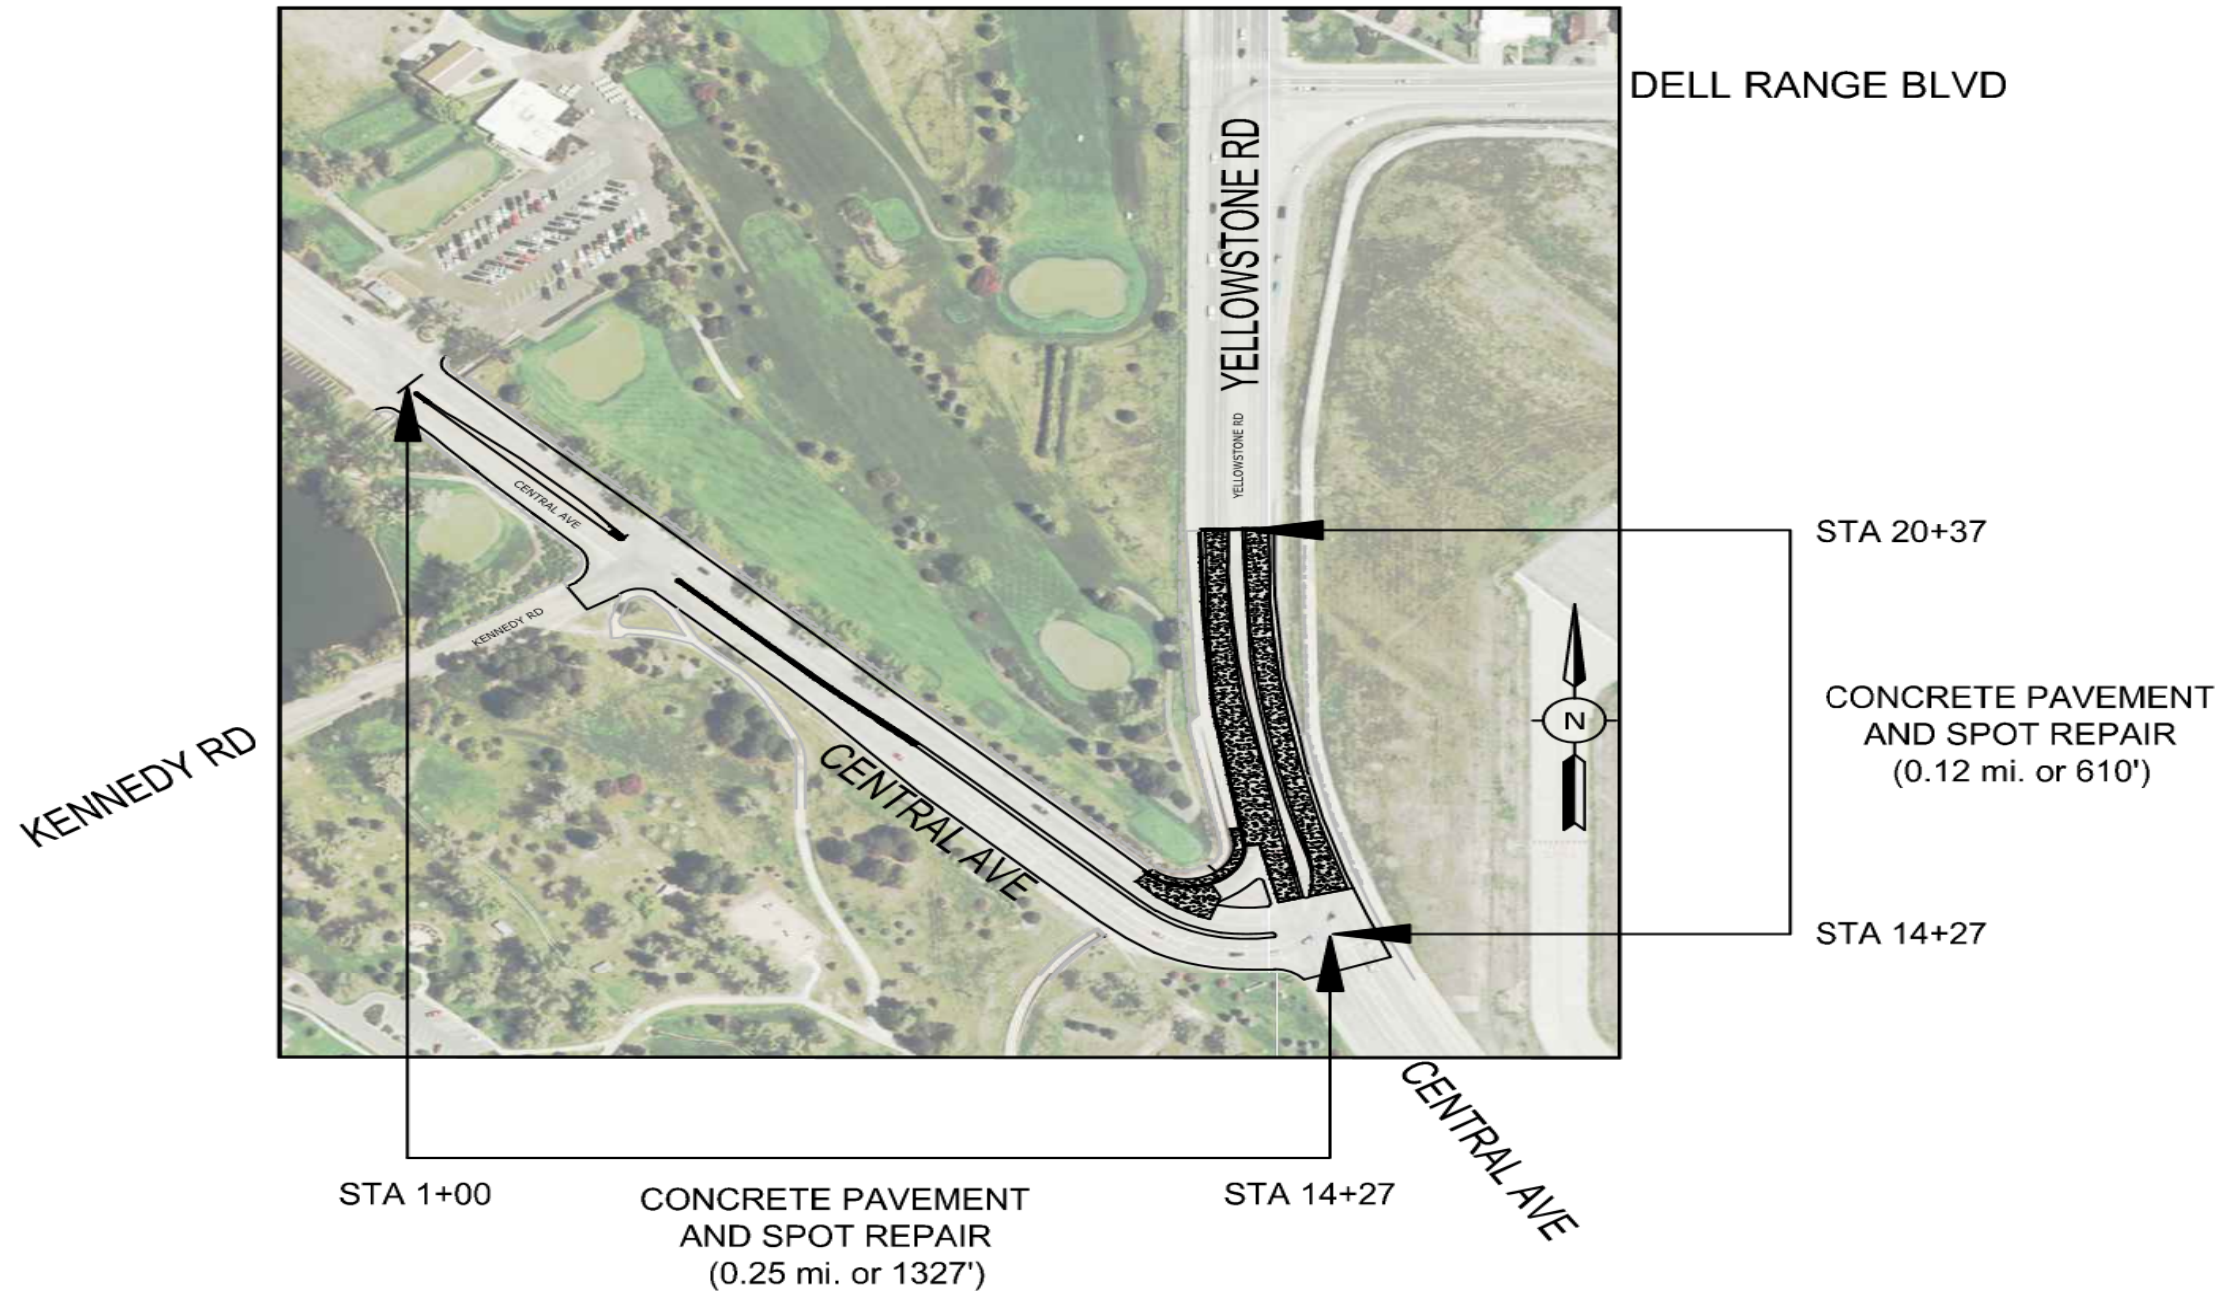 DELL RANGE BLVD
YELLOWSTONE RD
YELLOWSTONE RD
CENTRAL AVE
KENNEDY RD
STA 20+37
CONCRETE PAVEMENT
AND SPOT REPAIR
(0.12 mi. or 610')
N
KENNEDY RD
CENTRAL AVE
STA 14+27
CENTRAL AVE
STA 1+00
CONCRETE PAVEMENT
AND SPOT REPAIR
(0.25 mi. or 1327')
STA 14+27